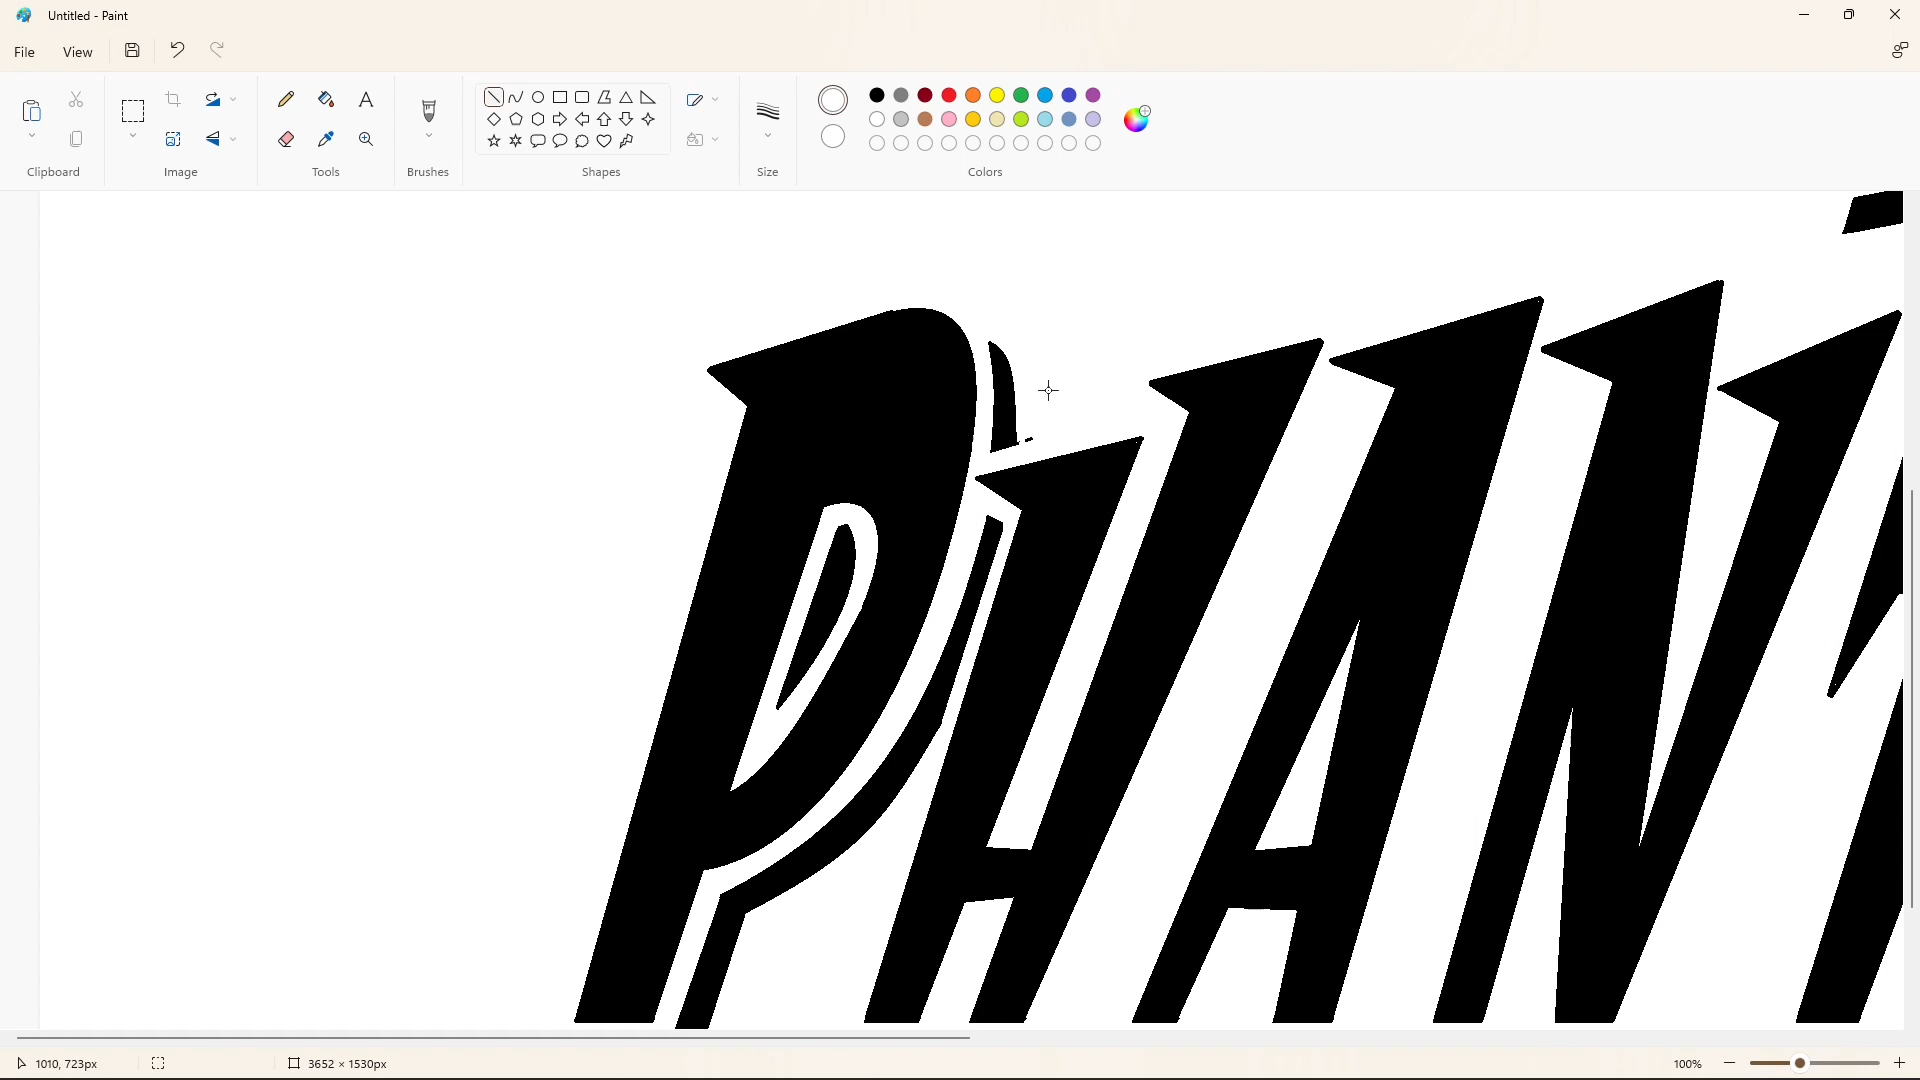 Untitled - Paint
File View
Clipboard Image Tools Brushes Shapes Size Colors
PHAN
1010, 723px 3652 × 1530px 100%